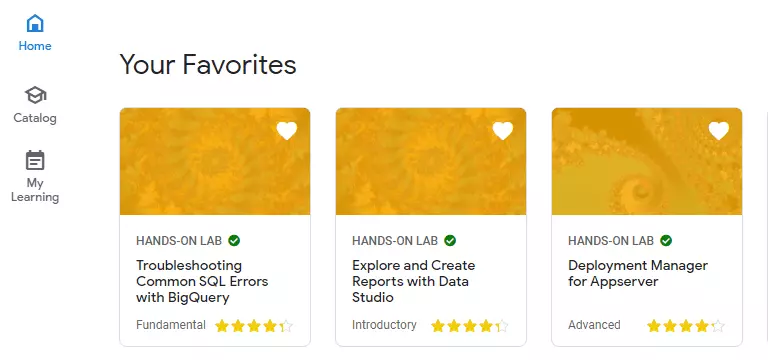 Home
Catalog
My
Learning
Your Favorites
HANDS-ON LAB
Troubleshooting
Common SQL Errors
with BigQuery
Fundamental
HANDS-ON LAB
Explore and Create
Reports with Data
Studio
Introductory
HANDS-ON LAB
Deployment Manager
for Appserver
Advanced